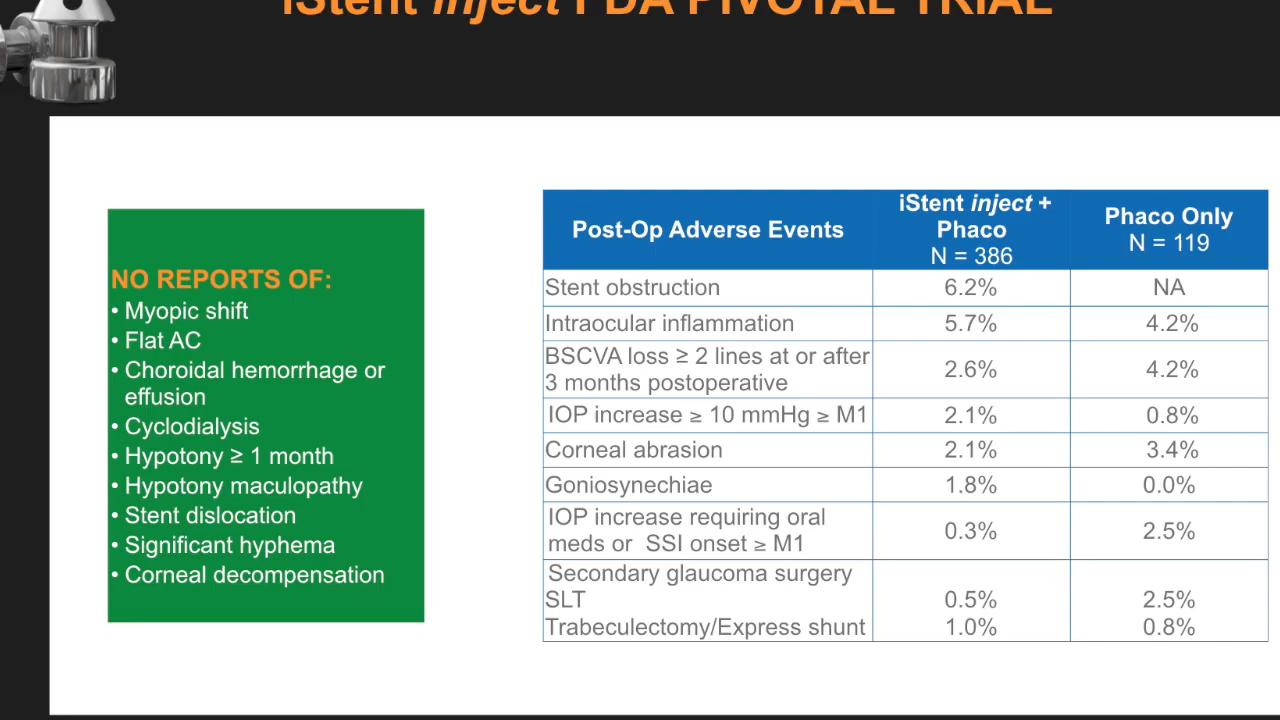 iStent inject FDA PIVOTAL TRIAL
NO REPORTS OF:
• Myopic shift
• Flat AC
• Choroidal hemorrhage or
effusion
• Cyclodialysis
• Hypotony ≥ 1 month
• Hypotony maculopathy
• Stent dislocation
• Significant hyphema
• Corneal decompensation
Post-Op Adverse Events
iStent inject +
Phaco
N = 386
Phaco Only
N = 119
Stent obstruction 6.2% NA
Intraocular inflammation 5.7% 4.2%
BSCVA loss ≥ 2 lines at or after
3 months postoperative 2.6% 4.2%
IOP increase ≥ 10 mmHg ≥ M1 2.1% 0.8%
Corneal abrasion 2.1% 3.4%
Goniosynechiae 1.8% 0.0%
IOP increase requiring oral
meds or SSI onset ≥ M1 0.3% 2.5%
Secondary glaucoma surgery
SLT 0.5% 2.5%
Trabeculectomy/Express shunt 1.0% 0.8%